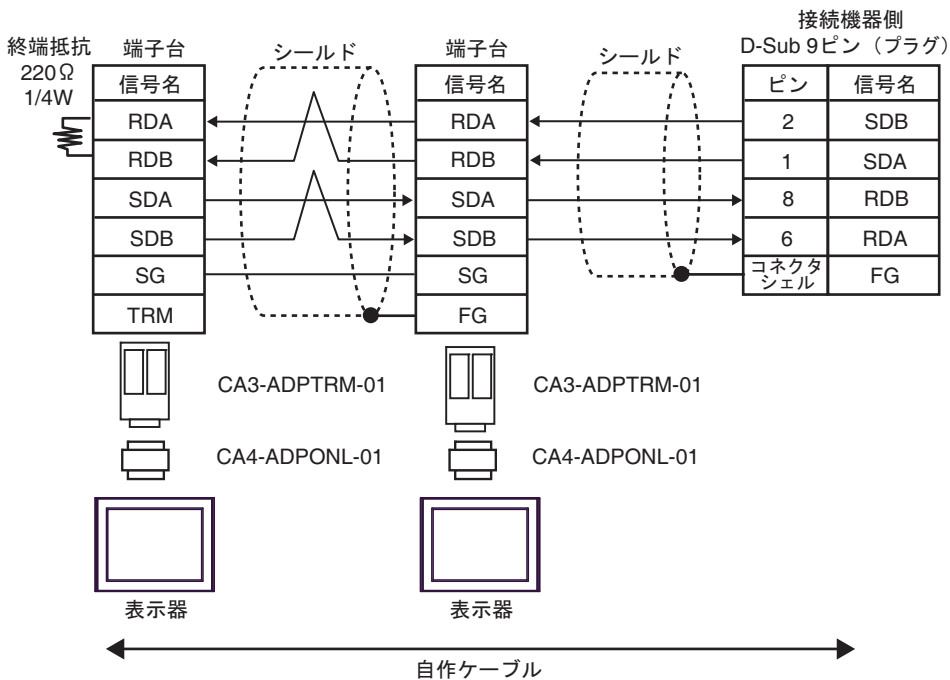 終端抵抗
220Ω
1/4W
端子台
信号名
RDA
RDB
SDA
SDB
SG
TRM
シールド
端子台
信号名
RDA
RDB
SDA
SDB
SG
FG
シールド
接続機器側
D-Sub 9ピン（プラグ）
ピン 信号名
2 SDB
1 SDA
8 RDB
6 RDA
コネクタ
シェル FG
CA3-ADPTRM-01
CA4-ADPONL-01
表示器
CA3-ADPTRM-01
CA4-ADPONL-01
表示器
自作ケーブル